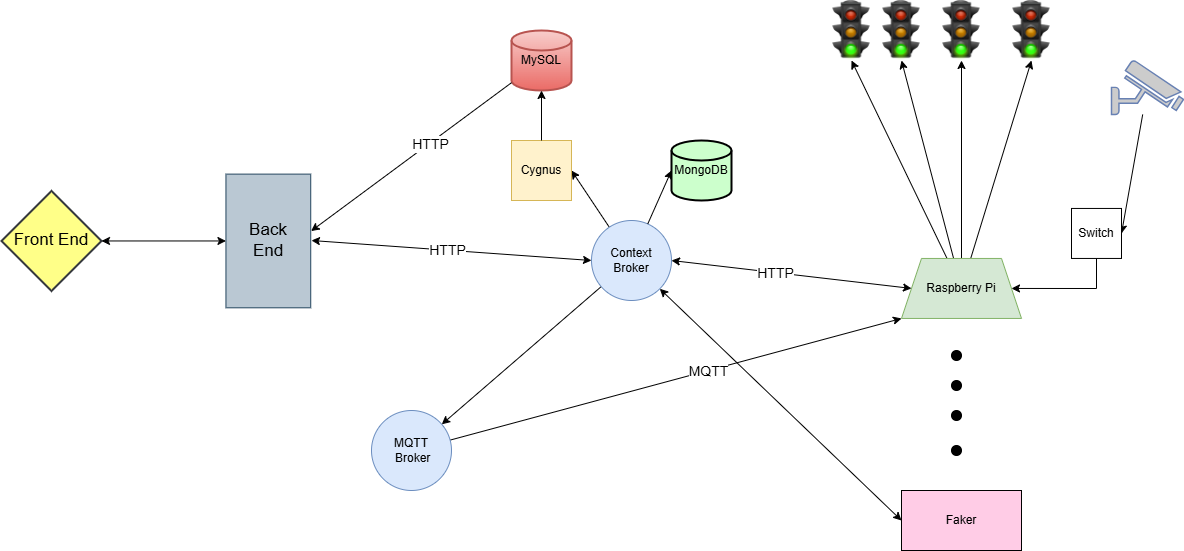 MySQL
HTTP
Cygnus
MongoDB
Front End
Back
End
HTTP
Context
Broker
HTTP
Switch
Raspberry Pi
MQTT
MQTT
Broker
Faker